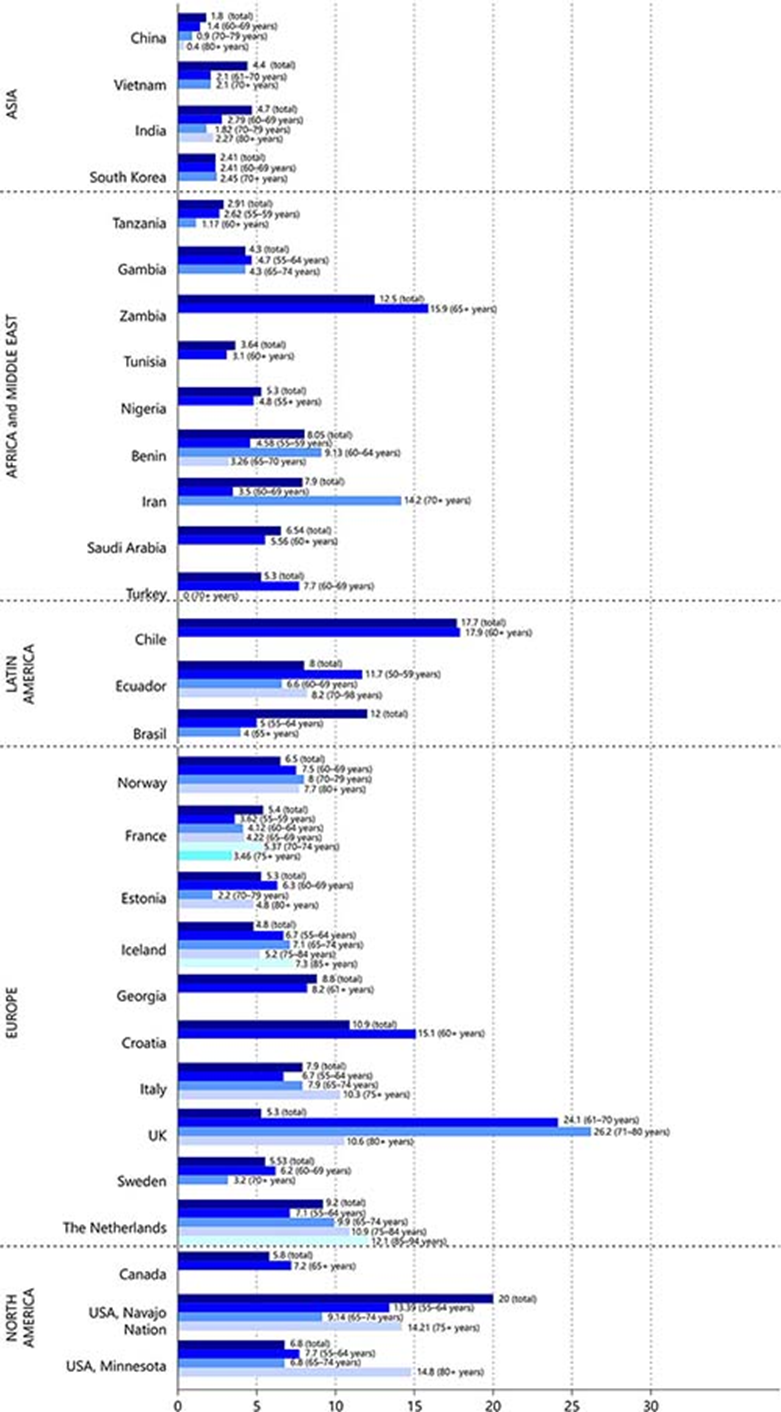 ASIA
China
1.8 (total)
1.4 (60–69 years)
0.9 (70–79 years)
0.4 (80+ years)
Vietnam
4.4 (total)
2.1 (61–70 years)
2.1 (70+ years)
India
4.7 (total)
2.79 (60–69 years)
1.82 (70–79 years)
2.27 (80+ years)
South Korea
2.41 (total)
2.41 (60–69 years)
2.45 (70+ years)
AFRICA and MIDDLE EAST
Tanzania
2.91 (total)
2.62 (55–59 years)
1.17 (60+ years)
Gambia
4.3 (total)
4.7 (55–64 years)
4.3 (65–74 years)
Zambia
12.5 (total)
15.9 (65+ years)
Tunisia
3.64 (total)
3.1 (60+ years)
Nigeria
5.3 (total)
4.8 (55+ years)
Benin
8.05 (total)
4.58 (55–59 years)
9.13 (60–64 years)
3.26 (65–70 years)
Iran
7.9 (total)
3.5 (60–69 years)
14.2 (70+ years)
Saudi Arabia
6.54 (total)
5.56 (60+ years)
Turkey
5.3 (total)
7.7 (60–69 years)
0 (70+ years)
LATIN
AMERICA
Chile
17.7 (total)
17.9 (60+ years)
Ecuador
8 (total)
11.7 (50–59 years)
6.6 (60–69 years)
8.2 (70–98 years)
Brasil
12 (total)
5 (55–64 years)
4 (65+ years)
EUROPE
Norway
6.5 (total)
7.5 (60–69 years)
8 (70–79 years)
7.7 (80+ years)
France
5.4 (total)
3.62 (55–59 years)
4.12 (60–64 years)
4.22 (65–69 years)
5.37 (70–74 years)
3.46 (75+ years)
Estonia
5.3 (total)
6.3 (60–69 years)
2.2 (70–79 years)
4.8 (80+ years)
Iceland
4.8 (total)
6.7 (55–64 years)
7.1 (65–74 years)
5.2 (75–84 years)
7.3 (85+ years)
Georgia
8.8 (total)
8.2 (61+ years)
Croatia
10.9 (total)
15.1 (60+ years)
Italy
7.9 (total)
6.7 (55–64 years)
7.9 (65–74 years)
10.3 (75+ years)
UK
5.3 (total)
24.1 (61–70 years)
26.2 (71–80 years)
10.6 (80+ years)
Sweden
5.53 (total)
6.2 (60–69 years)
3.2 (70+ years)
The Netherlands
9.2 (total)
7.1 (55–64 years)
9.9 (65–74 years)
10.9 (75–84 years)
12.1 (85–94 years)
NORTH
AMERICA
Canada
5.8 (total)
7.2 (65+ years)
USA, Navajo
Nation
20 (total)
13.39 (55–64 years)
9.14 (65–74 years)
14.21 (75+ years)
USA, Minnesota
6.8 (total)
7.7 (55–64 years)
6.8 (65–74 years)
14.8 (80+ years)
0 5 10 15 20 25 30